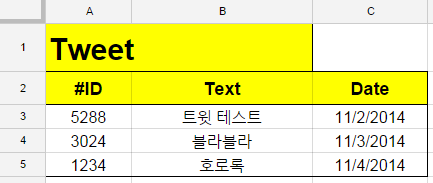 A B C
1 Tweet
2 #ID Text Date
3 5288 트윗 테스트 11/2/2014
4 3024 블라블라 11/3/2014
5 1234 호로록 11/4/2014